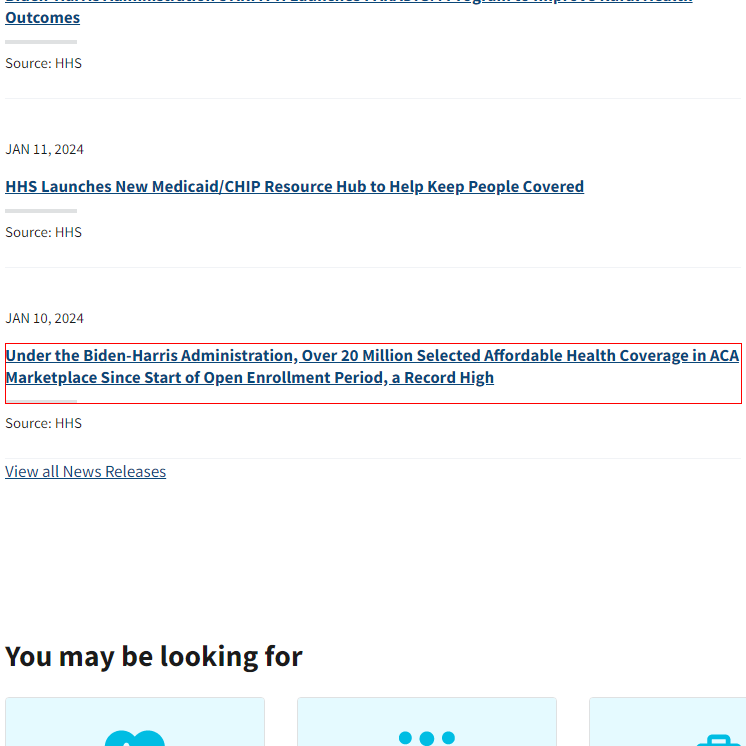 Outcomes
Source: HHS
JAN 11, 2024
HHS Launches New Medicaid/CHIP Resource Hub to Help Keep People Covered
Source: HHS
JAN 10, 2024
Under the Biden-Harris Administration, Over 20 Million Selected Affordable Health Coverage in ACA
Marketplace Since Start of Open Enrollment Period, a Record High
Source: HHS
View all News Releases
You may be looking for